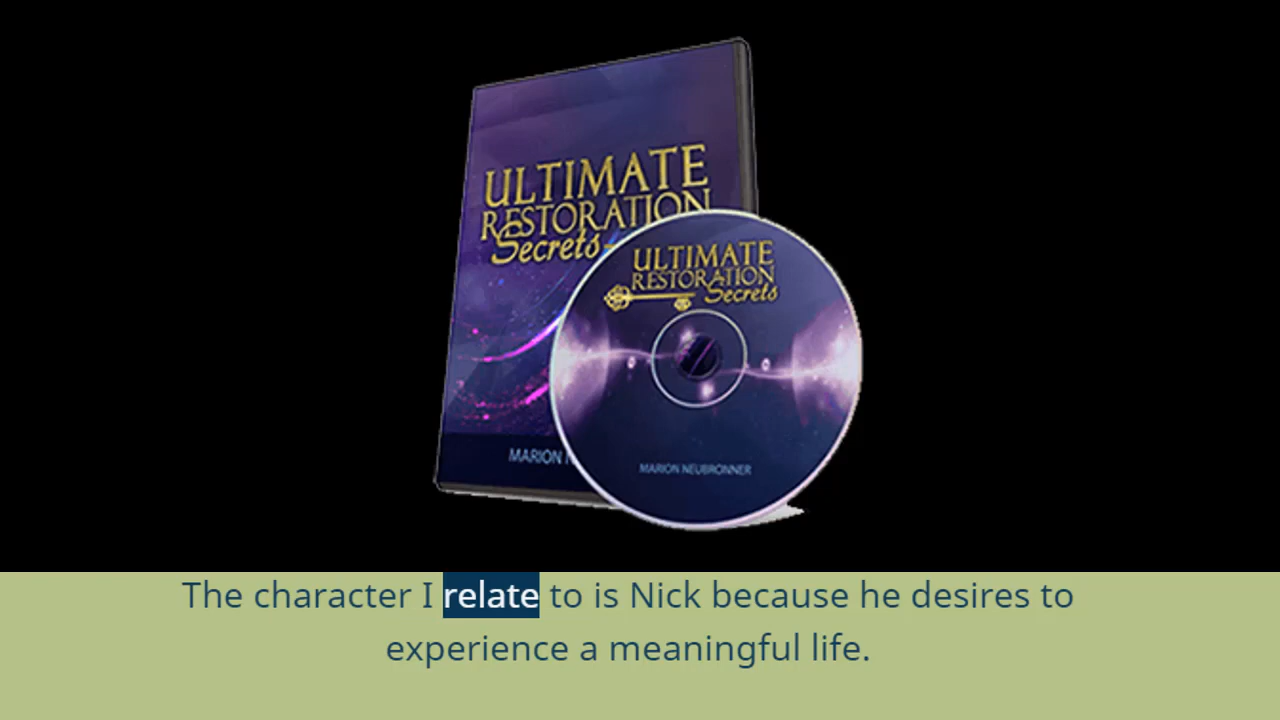 ULTIMATE
RESTORATION
Secrets
ULTIMATE
RESTORATION
Secrets
MARION
MARION NEUBRONNER
The character I relate to is Nick because he desires to
experience a meaningful life.